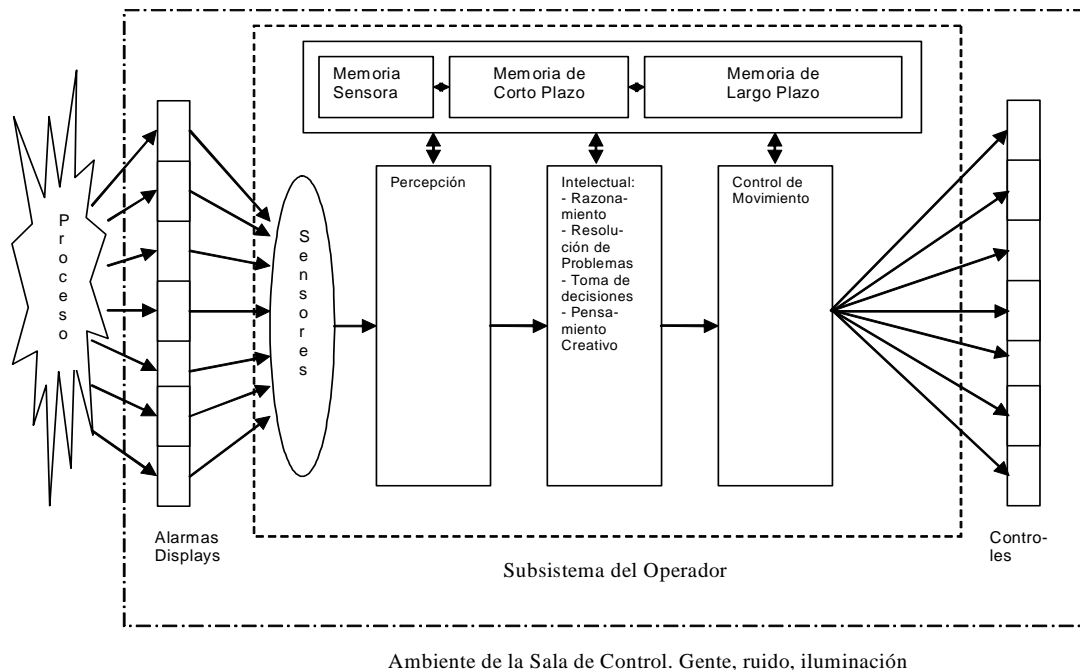 Memoria
Sensora
Memoria de
Corto Plazo
Memoria de
Largo Plazo
Proceso
Sensores
Percepción
Intelectual:
- Razona-
miento
- Resolu-
ción de
Problemas
- Toma de
decisiones
- Pensa-
miento
Creativo
Control de
Movimiento
Alarmas
Displays
Contro-
les
Subsistema del Operador
Ambiente de la Sala de Control. Gente, ruido, iluminación